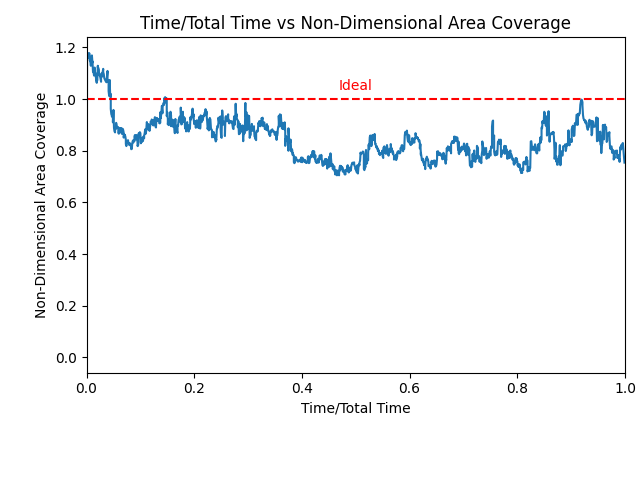 Time/Total Time vs Non-Dimensional Area Coverage
1.2
1.0
0.8
0.6
0.4
0.2
0.0
Non-Dimensional Area Coverage
Ideal
0.0 0.2 0.4 0.6 0.8 1.0
Time/Total Time